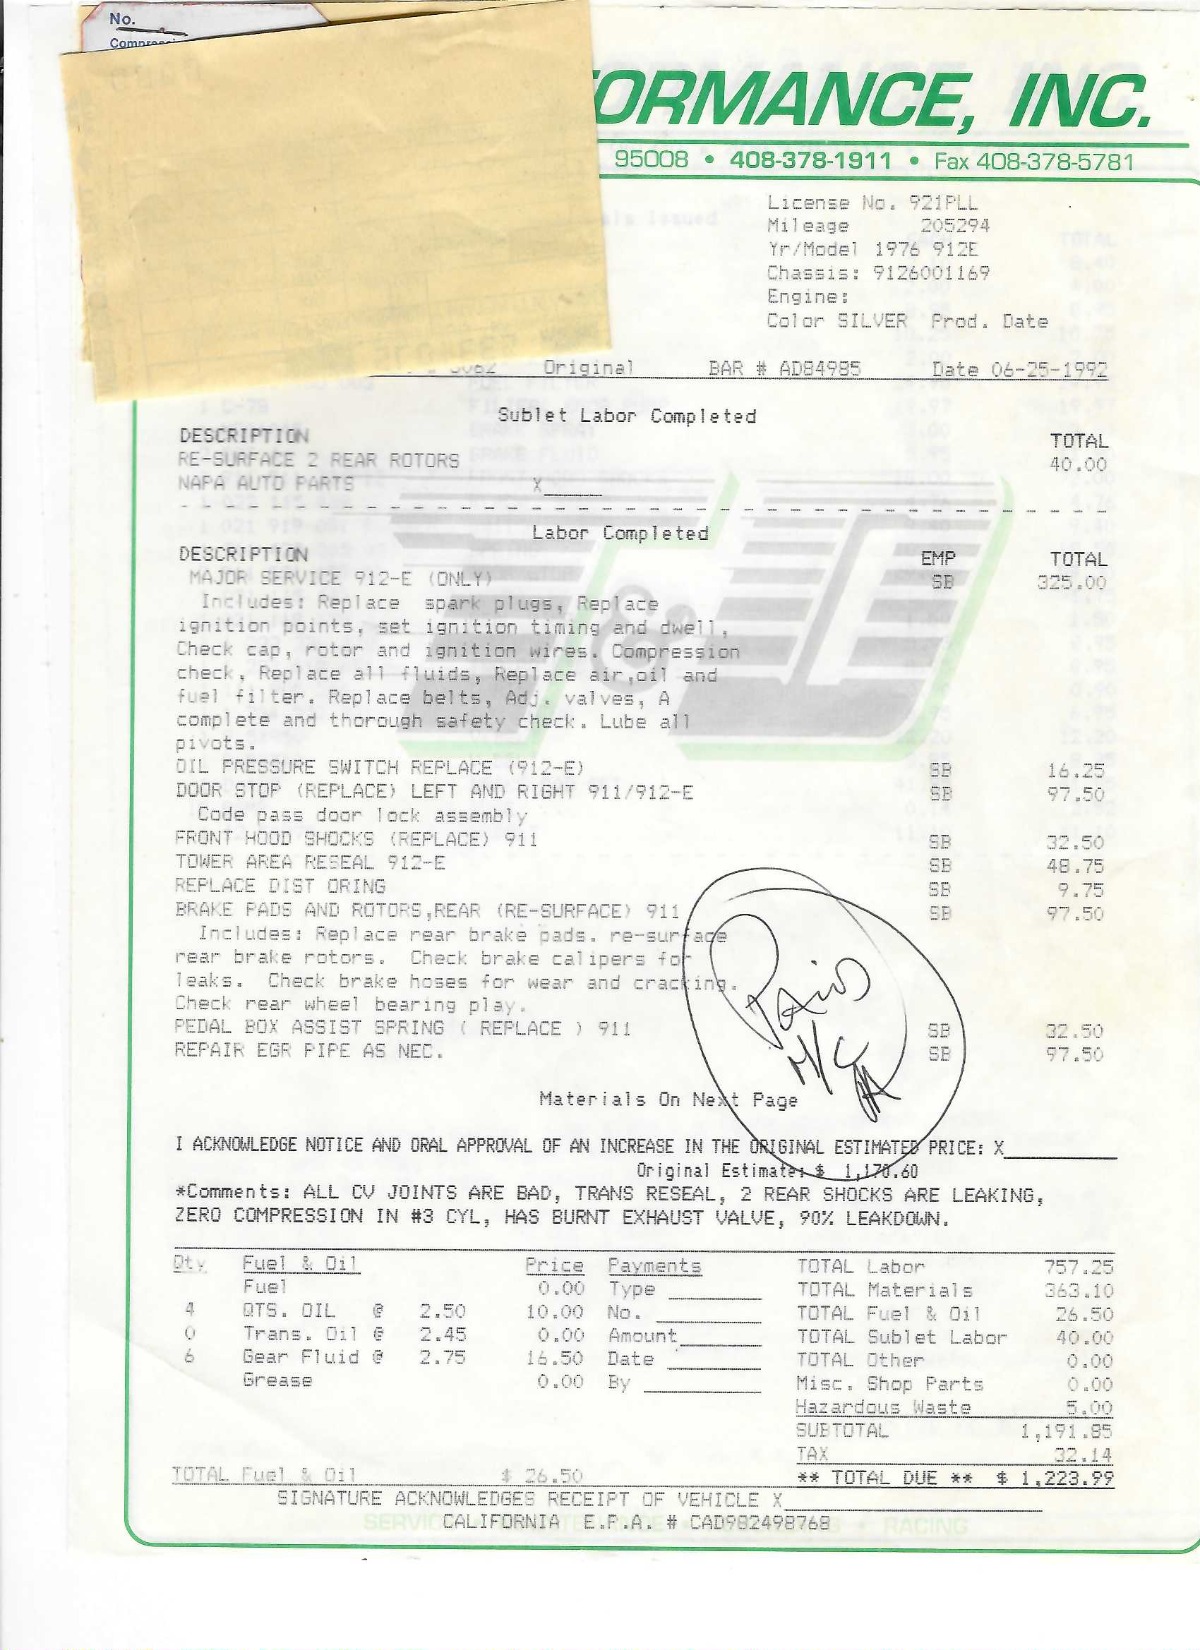 No.
ORMANCE, INC.
95008 • 408-378-1911 • Fax 408-378-5781
License No. 921PLL
Mileage 205294
Yr/Model 1976 912E
Chassis: 9126001169
Engine:
Color SILVER Prod. Date
Original BAR # AD84985 Date 06-25-1992
Sublet Labor Completed
DESCRIPTION TOTAL
RE-SURFACE 2 REAR ROTORS 40.00
NAPA AUTO PARTS X______
Labor Completed
DESCRIPTION EMP TOTAL
MAJOR SERVICE 912-E (ONLY) SB 325.00
Includes: Replace spark plugs, Replace
ignition points, set ignition timing and dwell,
Check cap, rotor and ignition wires. Compression
check, Replace all fluids, Replace air,oil and
fuel filter. Replace belts, Adj. valves, A
complete and thorough safety check. Lube all
pivots.
OIL PRESSURE SWITCH REPLACE (912-E) SB 16.25
DOOR STOP (REPLACE) LEFT AND RIGHT 911/912-E SB 97.50
Code pass door lock assembly
FRONT HOOD SHOCKS (REPLACE) 911 SB 32.50
TOWER AREA RESEAL 912-E SB 48.75
REPLACE DIST ORING SB 9.75
BRAKE PADS AND ROTORS,REAR (RE-SURFACE) 911 SB 97.50
Includes: Replace rear brake pads. re-surface
rear brake rotors. Check brake calipers for
leaks. Check brake hoses for wear and cracking.
Check rear wheel bearing play.
PEDAL BOX ASSIST SPRING ( REPLACE ) 911 SB 32.50
REPAIR EGR PIPE AS NEC. SB 97.50
PAID
M/C
Materials On Next Page
I ACKNOWLEDGE NOTICE AND ORAL APPROVAL OF AN INCREASE IN THE ORIGINAL ESTIMATED PRICE: X__________
Original Estimate: $ 1,170.60
*Comments: ALL CV JOINTS ARE BAD, TRANS RESEAL, 2 REAR SHOCKS ARE LEAKING,
ZERO COMPRESSION IN #3 CYL, HAS BURNT EXHAUST VALVE, 90% LEAKDOWN.
Qty Fuel & Oil Price Payments TOTAL Labor 757.25
Fuel 0.00 Type ________ TOTAL Materials 363.10
4 QTS. OIL @ 2.50 10.00 No. ___________ TOTAL Fuel & Oil 26.50
0 Trans. Oil @ 2.45 0.00 Amount_______ TOTAL Sublet Labor 40.00
6 Gear Fluid @ 2.75 16.50 Date ________ TOTAL Other 0.00
Grease 0.00 By __________ Misc. Shop Parts 0.00
Hazardous Waste 5.00
SUBTOTAL 1,191.85
TAX 32.14
TOTAL Fuel & Oil $ 26.50 ** TOTAL DUE ** $ 1,223.99
SIGNATURE ACKNOWLEDGES RECEIPT OF VEHICLE X______________________
CALIFORNIA E.P.A. # CAD982498768
RACING